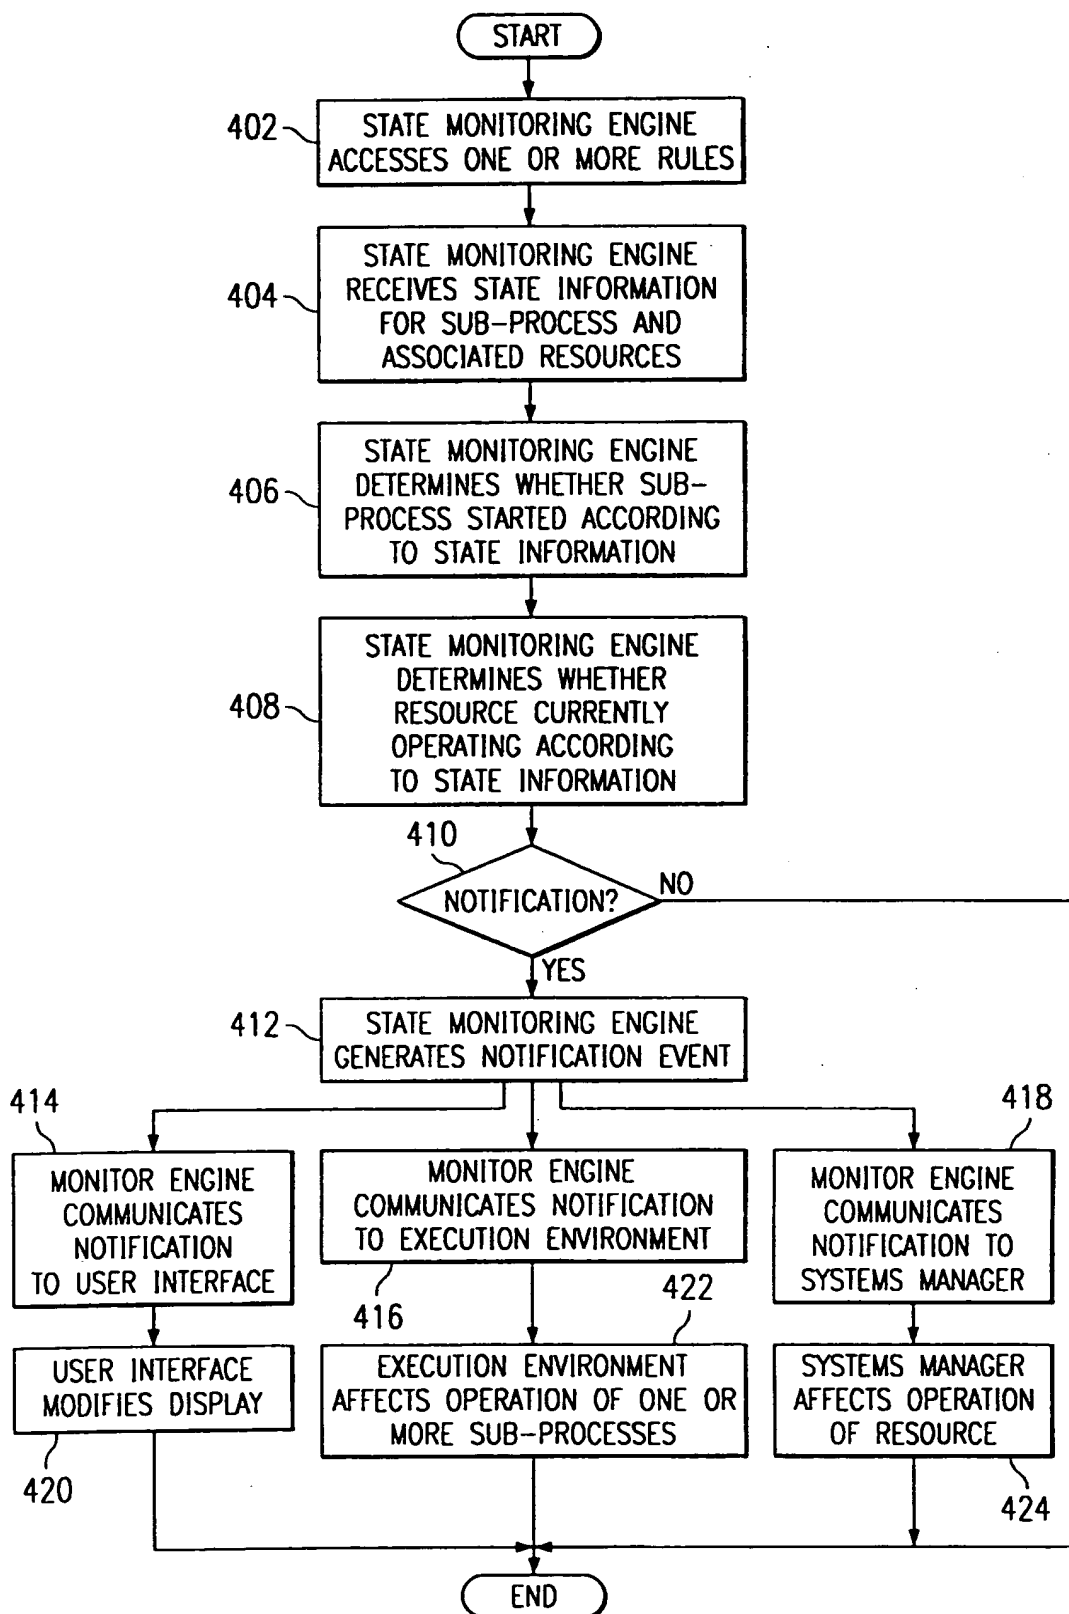 START
402
STATE MONITORING ENGINE
ACCESSES ONE OR MORE RULES
404
STATE MONITORING ENGINE
RECEIVES STATE INFORMATION
FOR SUB-PROCESS AND
ASSOCIATED RESOURCES
406
STATE MONITORING ENGINE
DETERMINES WHETHER SUB-
PROCESS STARTED ACCORDING
TO STATE INFORMATION
408
STATE MONITORING ENGINE
DETERMINES WHETHER
RESOURCE CURRENTLY
OPERATING ACCORDING
TO STATE INFORMATION
410
NOTIFICATION?
NO
YES
412
STATE MONITORING ENGINE
GENERATES NOTIFICATION EVENT
414
MONITOR ENGINE
COMMUNICATES
NOTIFICATION
TO USER INTERFACE
MONITOR ENGINE
COMMUNICATES NOTIFICATION
TO EXECUTION ENVIRONMENT
416
418
MONITOR ENGINE
COMMUNICATES
NOTIFICATION TO
SYSTEMS MANAGER
USER INTERFACE
MODIFIES DISPLAY
420
422
EXECUTION ENVIRONMENT
AFFECTS OPERATION OF ONE OR
MORE SUB-PROCESSES
SYSTEMS MANAGER
AFFECTS OPERATION
OF RESOURCE
424
END